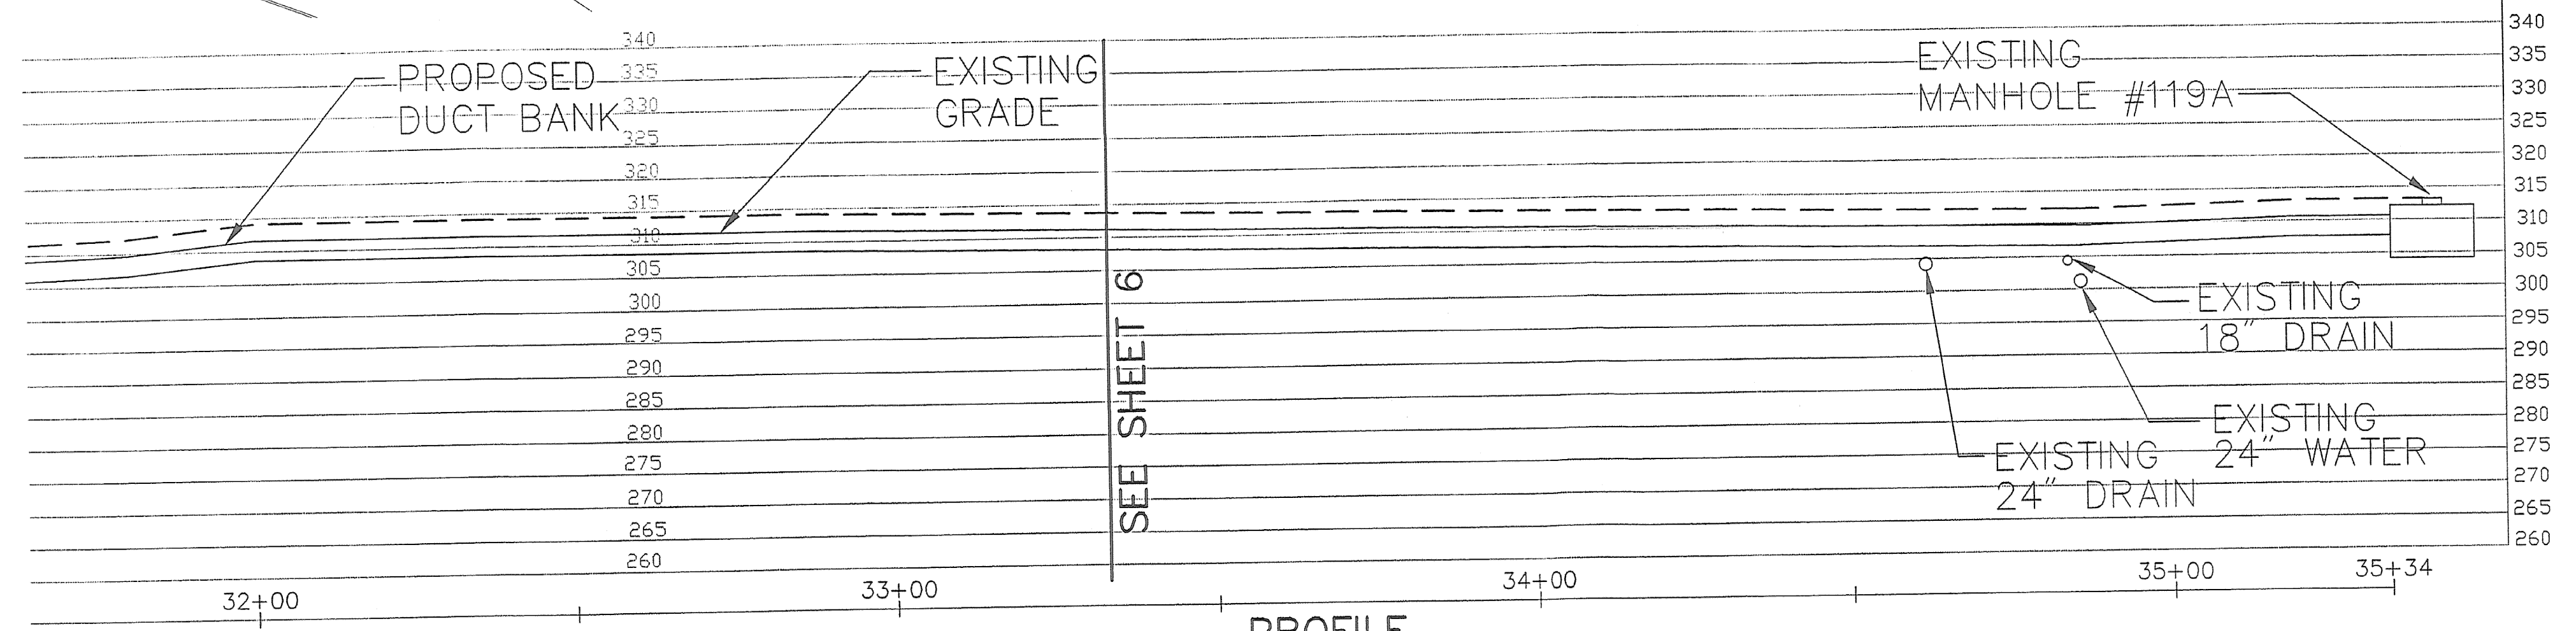 340
335
330
325
320
315
310
305
300
295
290
285
280
275
270
265
260
PROPOSED
DUCT BANK
EXISTING
GRADE
SEE SHEET 6
EXISTING
MANHOLE #119A
EXISTING
18" DRAIN
EXISTING
24" WATER
EXISTING
24" DRAIN
340
335
330
325
320
315
310
305
300
295
290
285
280
275
270
265
260
32+00
33+00
34+00
35+00
35+34
PROFILE